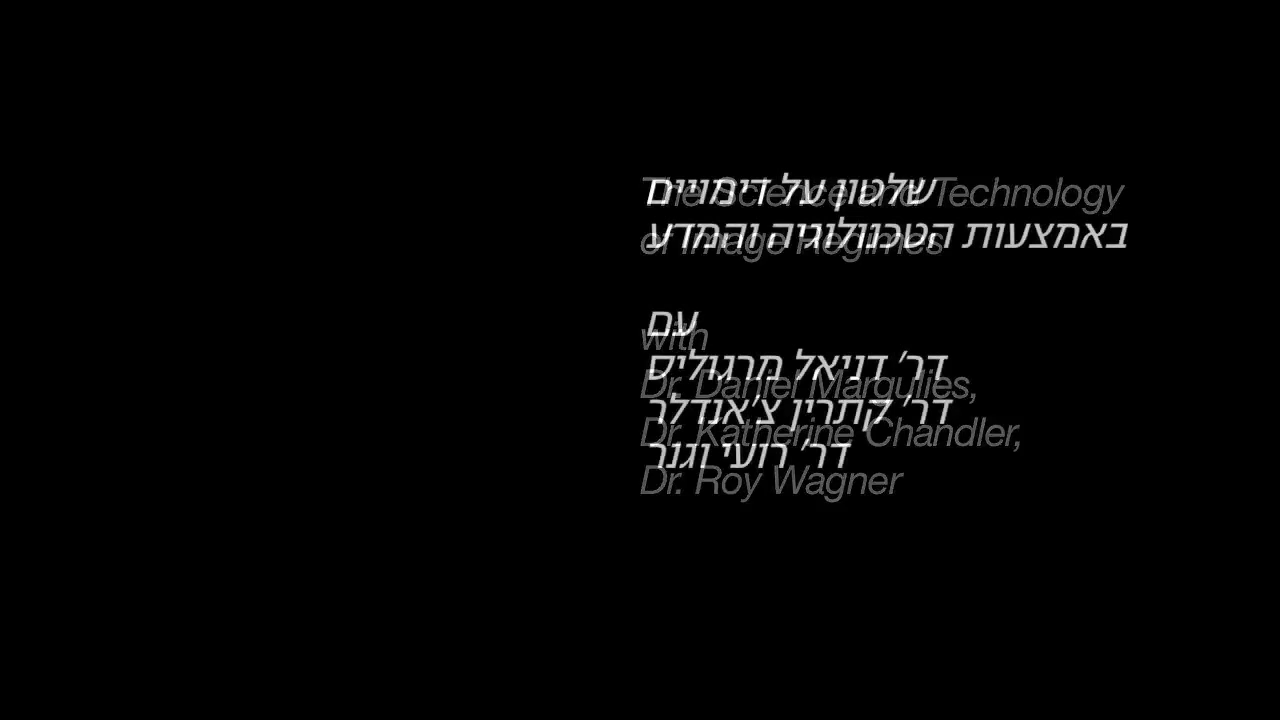 שלטון על דימויים
באמצעות הטכנולוגיה והמדע
עם
דר' דניאל מרגוליס
דר' קתרין צ'אנדלר
דר' רועי וגנר
The Science and Technology
of Image Regimes
with
Dr. Daniel Margulies,
Dr. Katherine Chandler,
Dr. Roy Wagner